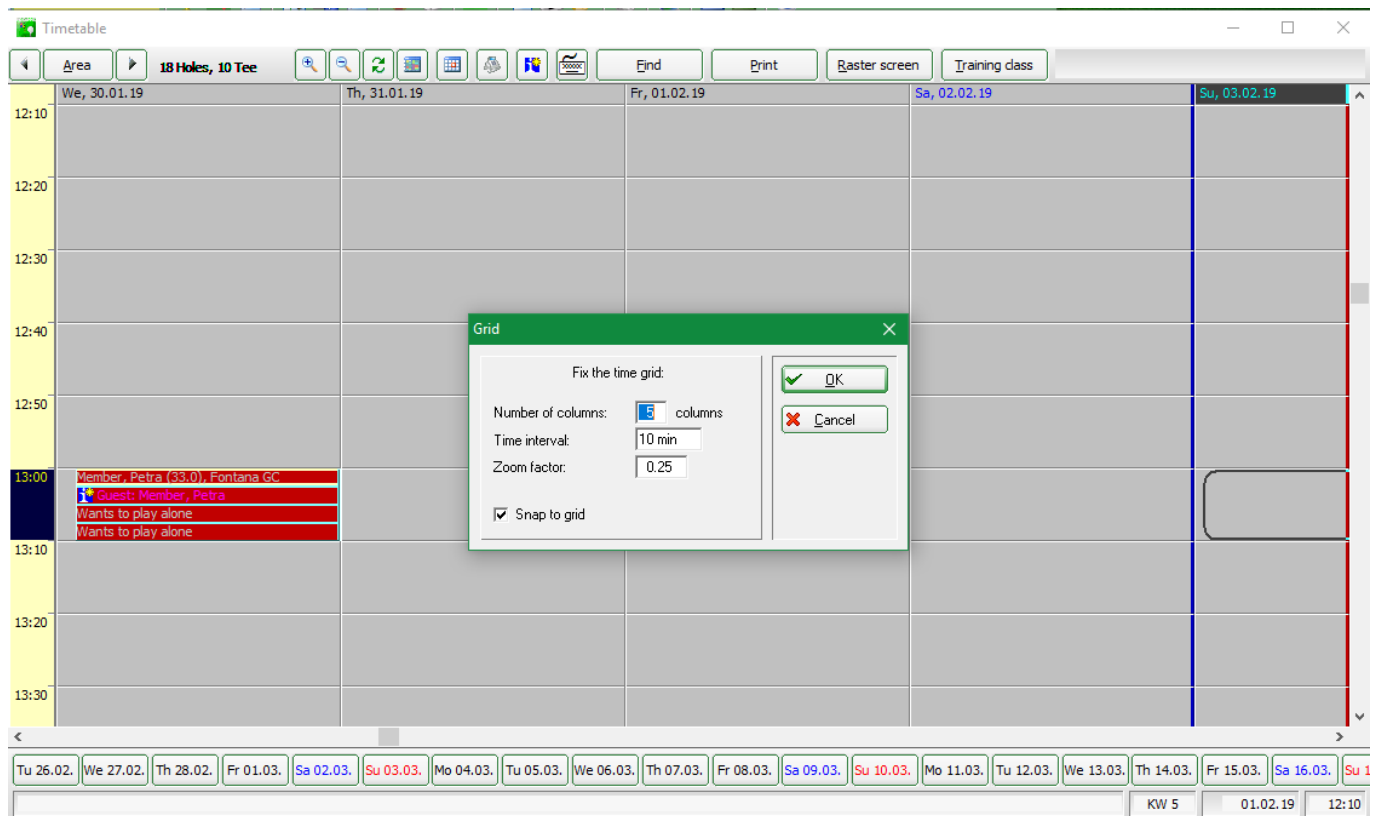 Timetable
Area 18 Holes, 10 Tee Find Print Raster screen Training class
We, 30.01.19 Th, 31.01.19 Fr, 01.02.19 Sa, 02.02.19 Su, 03.02.19
12:10
12:20
12:30
12:40
Grid
Fix the time grid:
OK
Number of columns: 5 columns
Cancel
Time interval: 10 min
Zoom factor: 0.25
Snap to grid
12:50
13:00 Member, Petra (33.0), Fontana GC
Guest: Member, Petra
Wants to play alone
Wants to play alone
13:10
13:20
13:30
Tu 26.02. We 27.02. Th 28.02. Fr 01.03. Sa 02.03. Su 03.03. Mo 04.03. Tu 05.03. We 06.03. Th 07.03. Fr 08.03. Sa 09.03. Su 10.03. Mo 11.03. Tu 12.03. We 13.03. Th 14.03. Fr 15.03. Sa 16.03. Su 1
KW 5 01.02.19 12:10